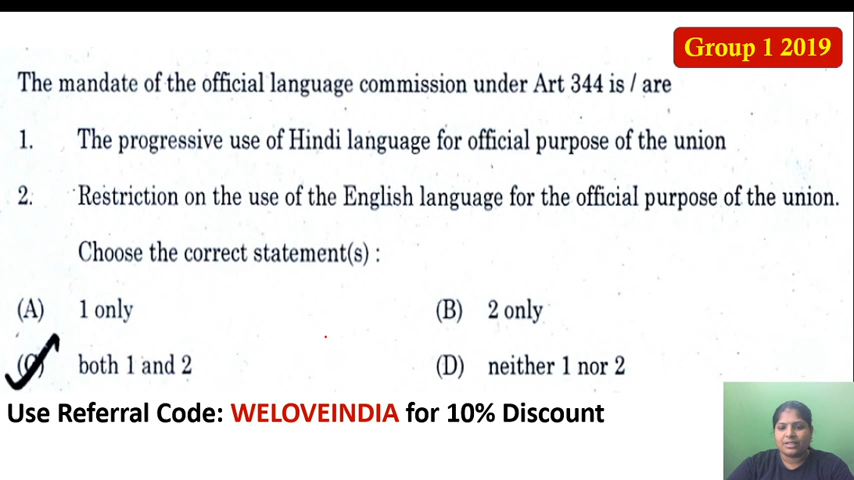 Group 1 2019
The mandate of the official language commission under Art 344 is / are
1. The progressive use of Hindi language for official purpose of the union
2. Restriction on the use of the English language for the official purpose of the union.
Choose the correct statement(s) :
(A) 1 only (B) 2 only
(C) both 1 and 2 (D) neither 1 nor 2
Use Referral Code: WELOVEINDIA for 10% Discount